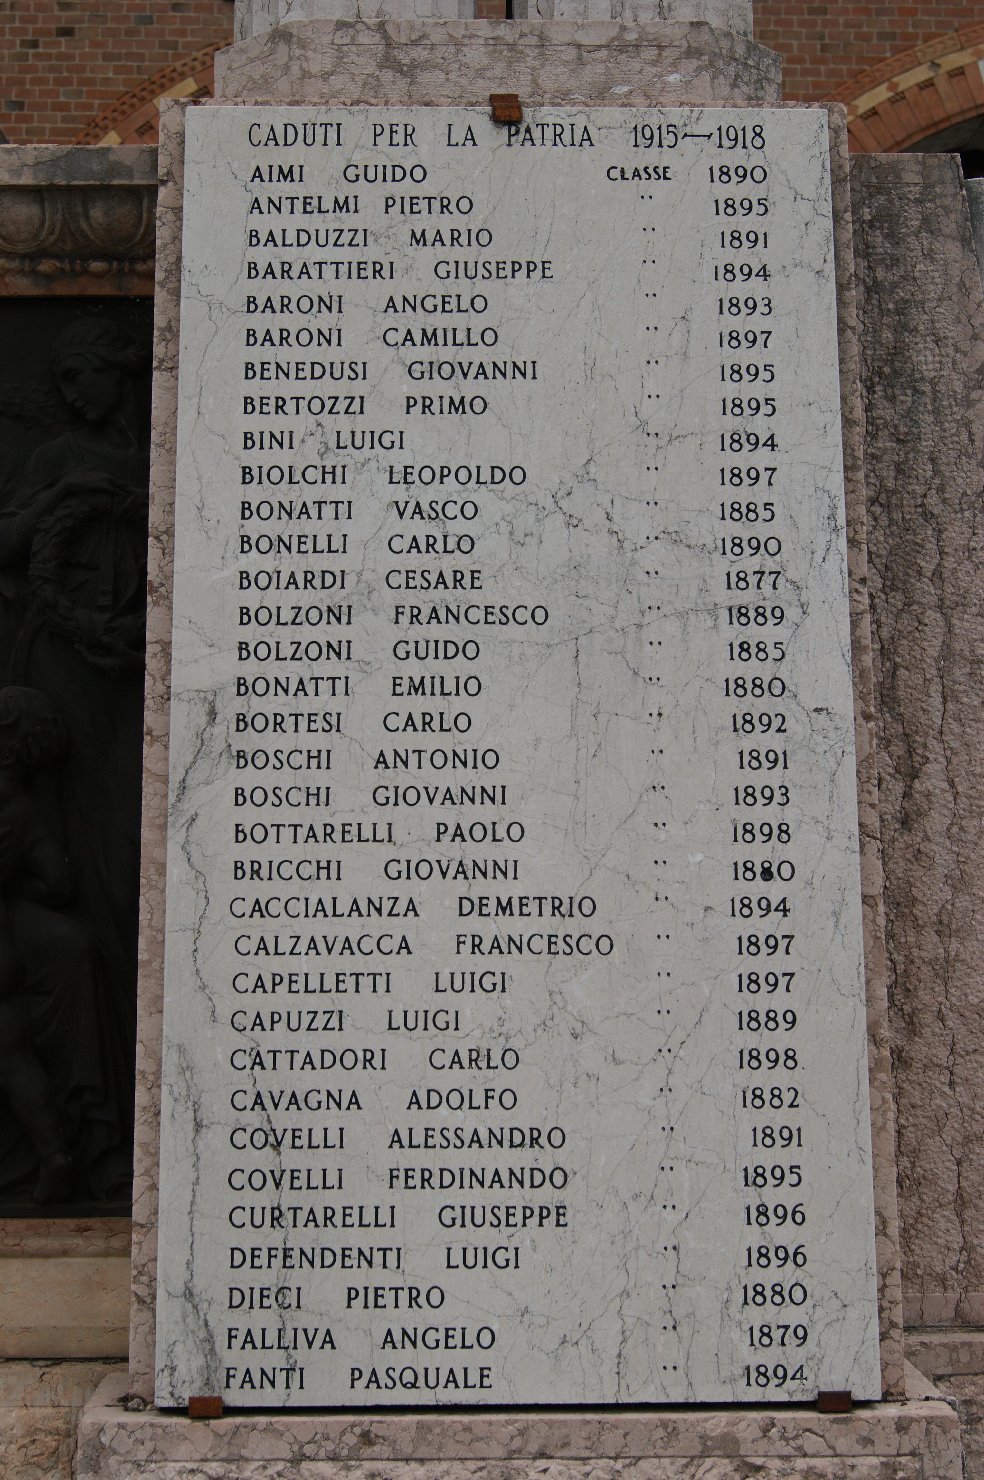 CADUTI PER LA PATRIA 1915-1918
AIMI GUIDO CLASSE 1890
ANTELMI PIETRO " 1895
BALDUZZI MARIO " 1891
BARATTIERI GIUSEPPE " 1894
BARONI ANGELO " 1893
BARONI CAMILLO " 1897
BENEDUSI GIOVANNI " 1895
BERTOZZI PRIMO " 1895
BINI LUIGI " 1894
BIOLCHI LEOPOLDO " 1897
BONATTI VASCO " 1885
BONELLI CARLO " 1890
BOIARDI CESARE " 1877
BOLZONI FRANCESCO " 1889
BOLZONI GUIDO " 1885
BONATTI EMILIO " 1880
BORTESI CARLO " 1892
BOSCHI ANTONIO " 1891
BOSCHI GIOVANNI " 1893
BOTTARELLI PAOLO " 1898
BRICCHI GIOVANNI " 1880
CACCIALANZA DEMETRIO " 1894
CALZAVACCA FRANCESCO " 1897
CAPELLETTI LUIGI " 1897
CAPUZZI LUIGI " 1889
CATTADORI CARLO " 1898
CAVAGNA ADOLFO " 1882
COVELLI ALESSANDRO " 1891
COVELLI FERDINANDO " 1895
CURTARELLI GIUSEPPE " 1896
DEFENDENTI LUIGI " 1896
DIECI PIETRO " 1880
FALLIVA ANGELO " 1879
FANTI PASQUALE " 1894